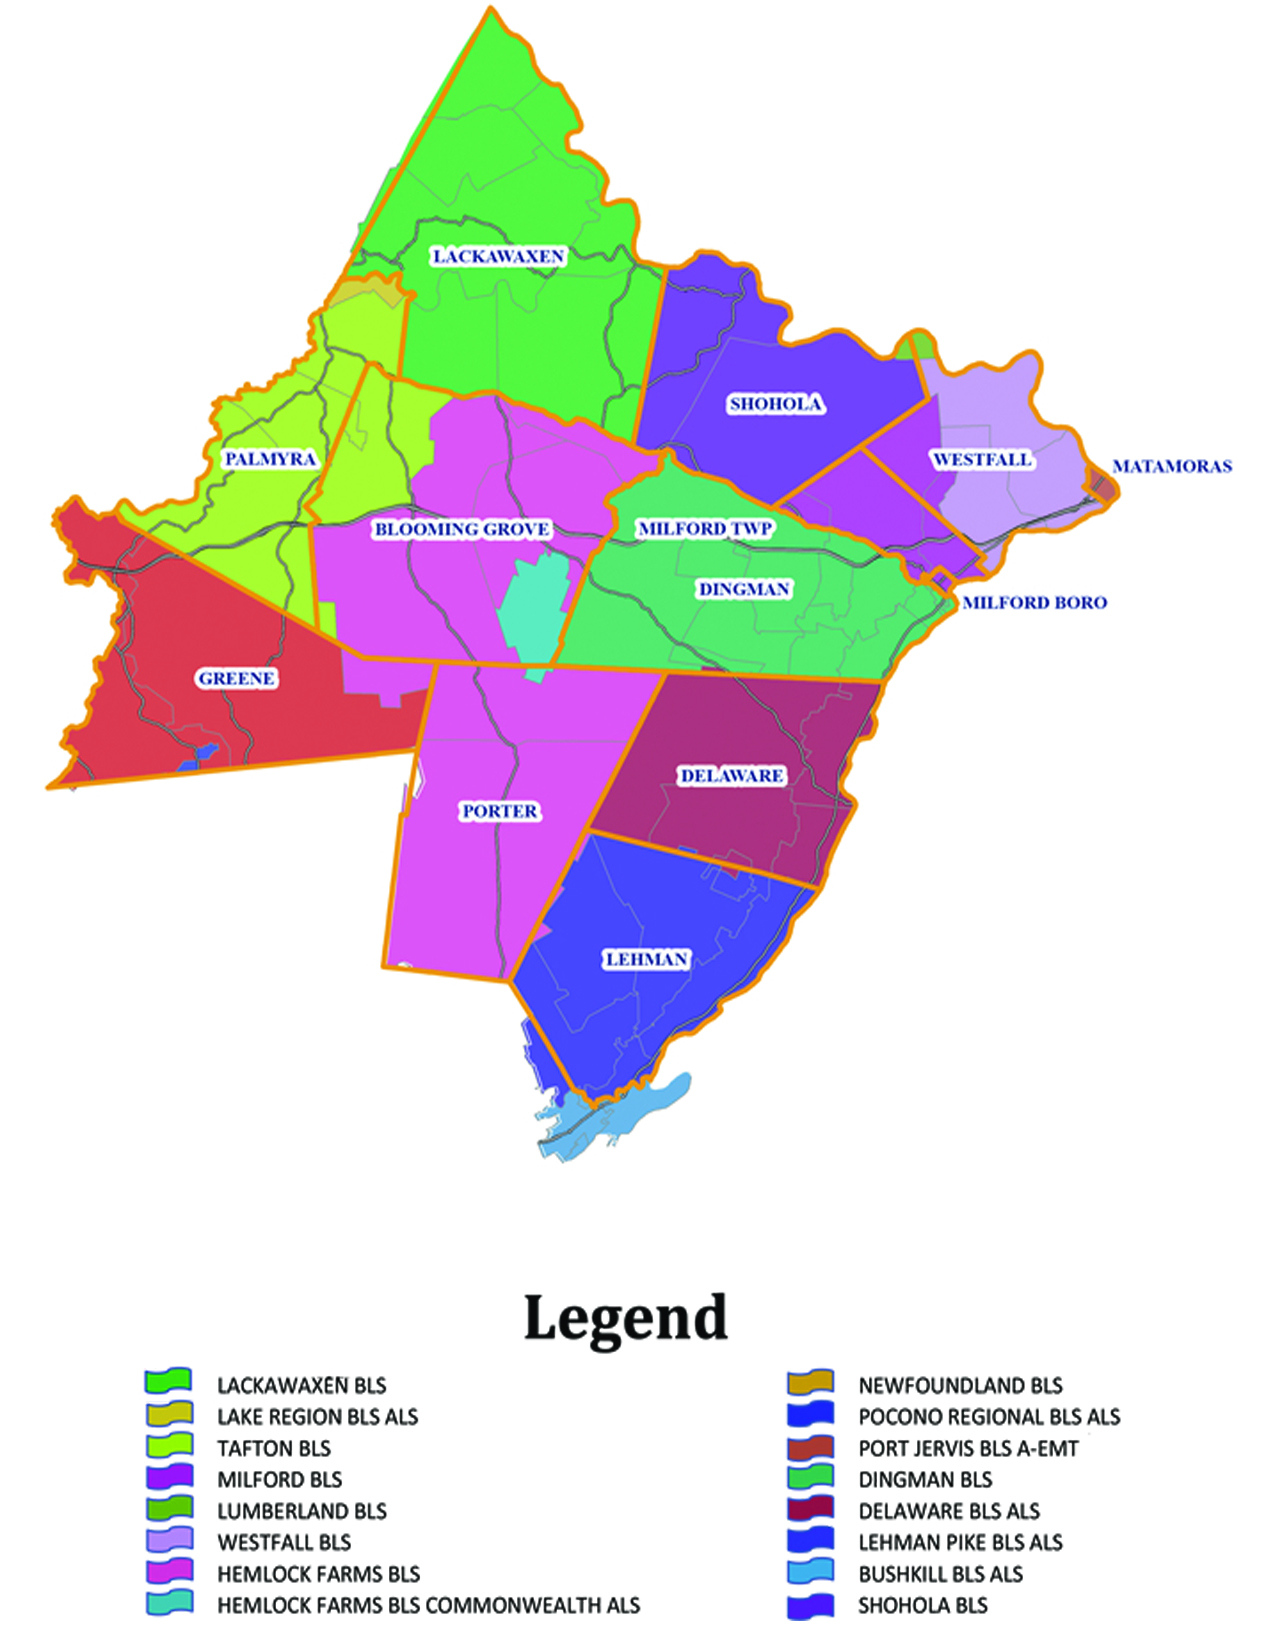 LACKAWAXEN
SHOHOLA
PALMYRA
WESTFALL
MATAMORAS
BLOOMING GROVE
MILFORD TWP
DINGMAN
MILFORD BORO
GREENE
DELAWARE
PORTER
LEHMAN
Legend
LACKAWAXEN BLS
LAKE REGION BLS ALS
TAFTON BLS
MILFORD BLS
LUMBERLAND BLS
WESTFALL BLS
HEMLOCK FARMS BLS
HEMLOCK FARMS BLS COMMONWEALTH ALS
NEWFOUNDLAND BLS
POCONO REGIONAL BLS ALS
PORT JERVIS BLS A-EMT
DINGMAN BLS
DELAWARE BLS ALS
LEHMAN PIKE BLS ALS
BUSHKILL BLS ALS
SHOHOLA BLS